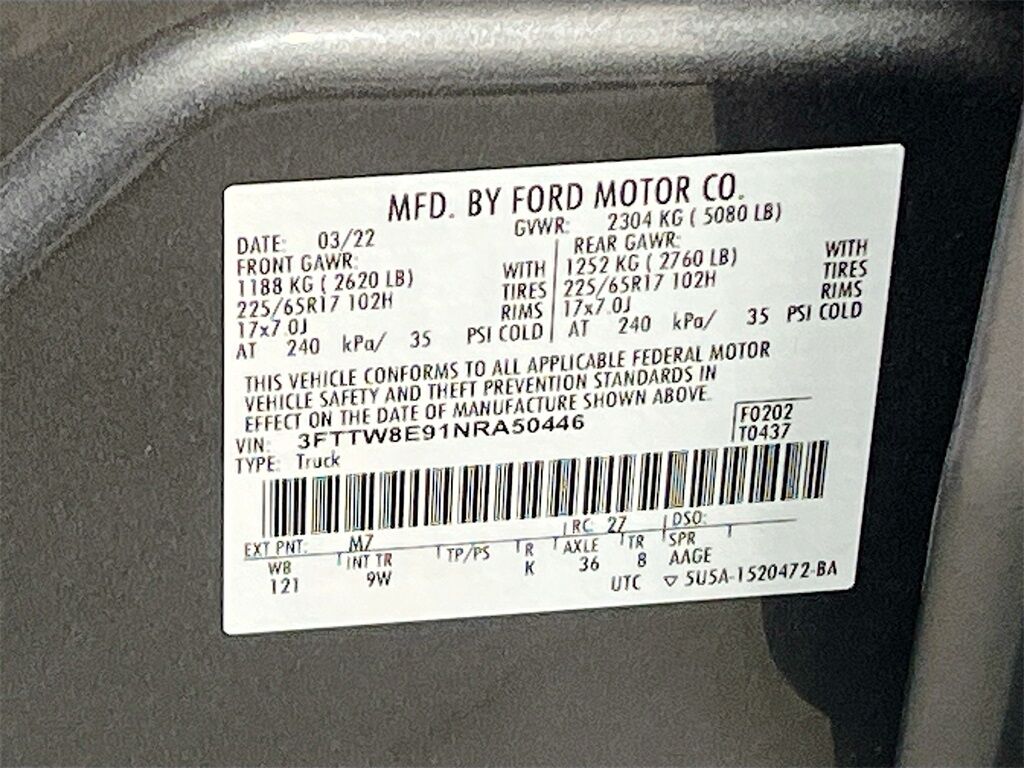 MFD. BY FORD MOTOR CO.
DATE: 03/22 GVWR: 2304 KG ( 5080 LB)
FRONT GAWR: REAR GAWR:
1188 KG ( 2620 LB) WITH 1252 KG ( 2760 LB) WITH
225/65R17 102H TIRES 225/65R17 102H TIRES
17x7.0J RIMS 17x7.0J RIMS
AT 240 kPa/ 35 PSI COLD AT 240 kPa/ 35 PSI COLD
THIS VEHICLE CONFORMS TO ALL APPLICABLE FEDERAL MOTOR
VEHICLE SAFETY AND THEFT PREVENTION STANDARDS IN
EFFECT ON THE DATE OF MANUFACTURE SHOWN ABOVE.
VIN: 3FTTW8E91NRA50446 F0202
TYPE: Truck T0437
EXT PNT: M7 RC: 27 DSO:
WB INT TR TP/PS R AXLE TR SPR
121 9W K 36 8 AAGE
UTC ▽ 5U5A-1520472-BA